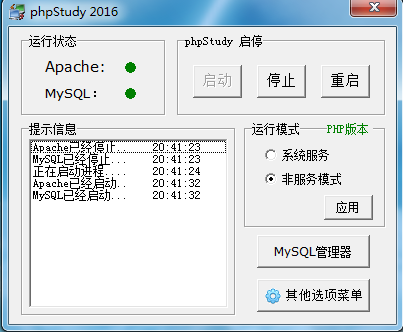 phpStudy 2016
运行状态
Apache:
MySQL:
phpStudy 启停
启动 停止 重启
提示信息
Apache已经停止.. 20:41:23
MySQL已经停止... 20:41:23
正在启动进程.... 20:41:24
Apache已经启动.. 20:41:32
MySQL已经启动... 20:41:32
运行模式 PHP版本
系统服务
非服务模式
应用
MySQL管理器
其他选项菜单